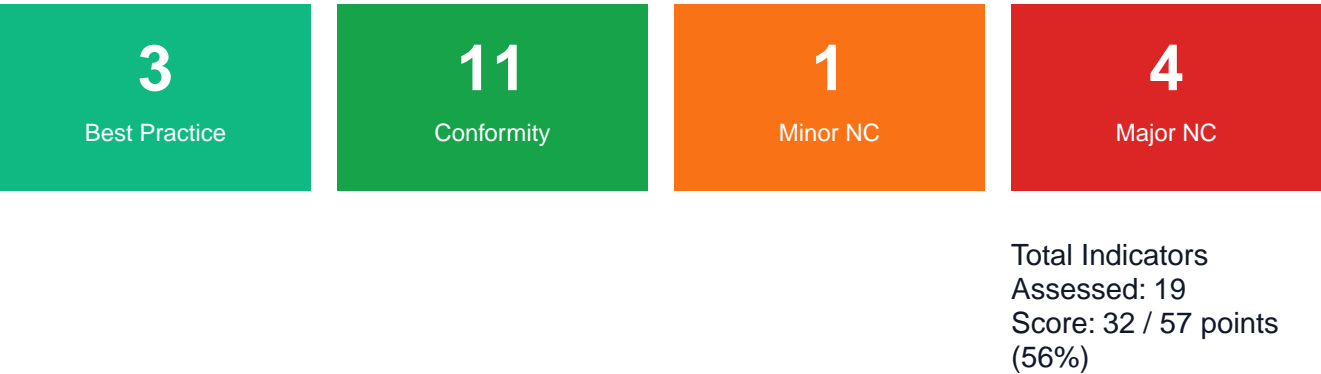 3
Best Practice
11
Conformity
1
Minor NC
4
Major NC
Total Indicators
Assessed: 19
Score: 32 / 57 points
(56%)